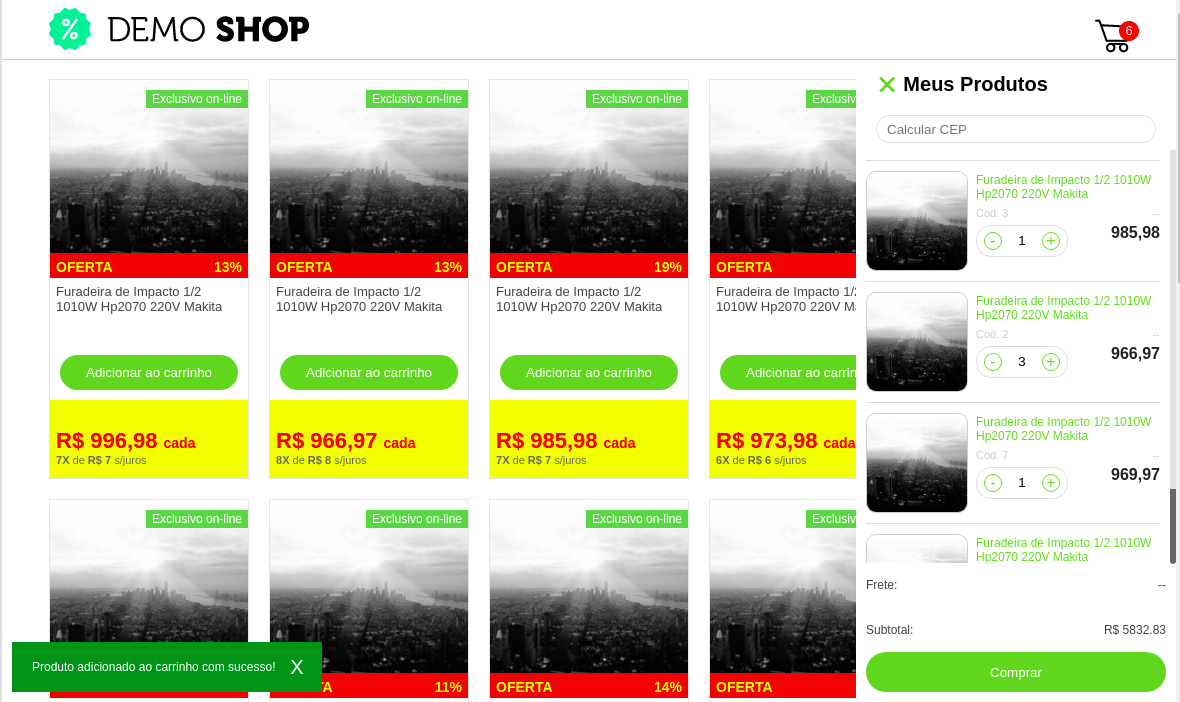 DEMO SHOP
6
Exclusivo on-line
OFERTA 13%
Furadeira de Impacto 1/2
1010W Hp2070 220V Makita
Adicionar ao carrinho
R$ 996,98 cada
7X de R$ 7 s/juros
Exclusivo on-line
OFERTA 13%
Furadeira de Impacto 1/2
1010W Hp2070 220V Makita
Adicionar ao carrinho
R$ 966,97 cada
8X de R$ 8 s/juros
Exclusivo on-line
OFERTA 19%
Furadeira de Impacto 1/2
1010W Hp2070 220V Makita
Adicionar ao carrinho
R$ 985,98 cada
7X de R$ 7 s/juros
OFERTA
Furadeira de Impacto
1010W Hp2070 220V
Adicionar ao
R$ 973,98 cada
6X de R$ 6 s/juros
Exclusivo on-line
Exclusivo on-line
11%
Exclusivo on-line
OFERTA 14%
OFERTA
Produto adicionado ao carrinho com sucesso! X
Meus Produtos
Calcular CEP
Furadeira de Impacto 1/2 1010W
Hp2070 220V Makita
Cod. 3 --
- 1 + 985,98
Furadeira de Impacto 1/2 1010W
Hp2070 220V Makita
Cod. 2 --
- 3 + 966,97
Furadeira de Impacto 1/2 1010W
Hp2070 220V Makita
Cod. 7 --
- 1 + 969,97
Furadeira de Impacto 1/2 1010W
Hp2070 220V Makita
Frete: --
Subtotal: R$ 5832.83
Comprar